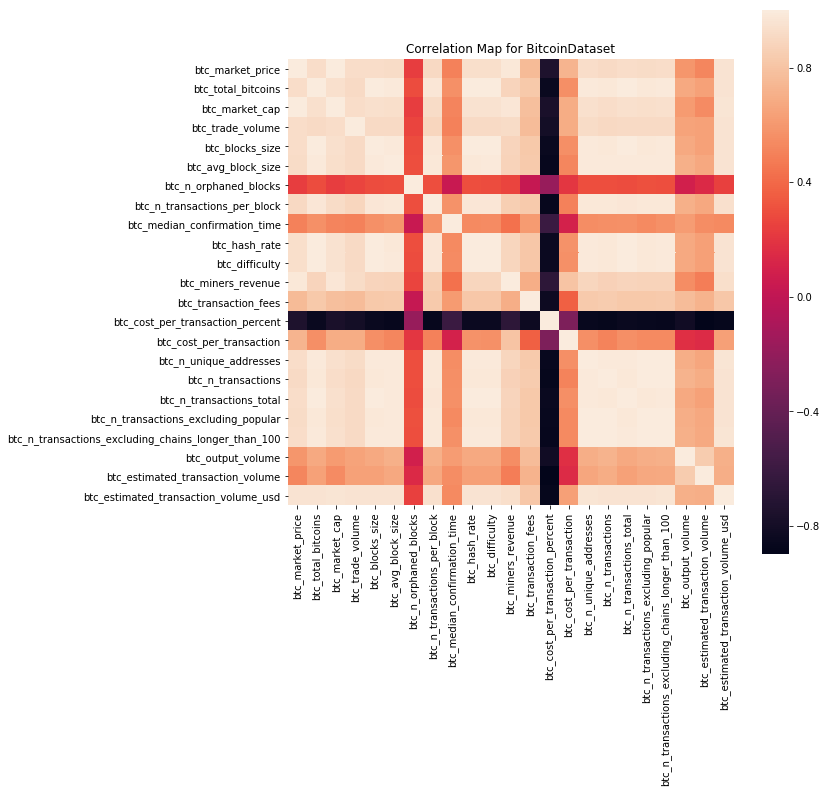 Correlation Map for BitcoinDataset
btc_market_price
btc_total_bitcoins
btc_market_cap
btc_trade_volume
btc_blocks_size
btc_avg_block_size
btc_n_orphaned_blocks
btc_n_transactions_per_block
btc_median_confirmation_time
btc_hash_rate
btc_difficulty
btc_miners_revenue
btc_transaction_fees
btc_cost_per_transaction_percent
btc_cost_per_transaction
btc_n_unique_addresses
btc_n_transactions
btc_n_transactions_total
btc_n_transactions_excluding_popular
btc_n_transactions_excluding_chains_longer_than_100
btc_output_volume
btc_estimated_transaction_volume
btc_estimated_transaction_volume_usd
btc_market_price
btc_total_bitcoins
btc_market_cap
btc_trade_volume
btc_blocks_size
btc_avg_block_size
btc_n_orphaned_blocks
btc_n_transactions_per_block
btc_median_confirmation_time
btc_hash_rate
btc_difficulty
btc_miners_revenue
btc_transaction_fees
btc_cost_per_transaction_percent
btc_cost_per_transaction
btc_n_unique_addresses
btc_n_transactions
btc_n_transactions_total
btc_n_transactions_excluding_popular
btc_n_transactions_excluding_chains_longer_than_100
btc_output_volume
btc_estimated_transaction_volume
btc_estimated_transaction_volume_usd
0.8
0.4
0.0
−0.4
−0.8